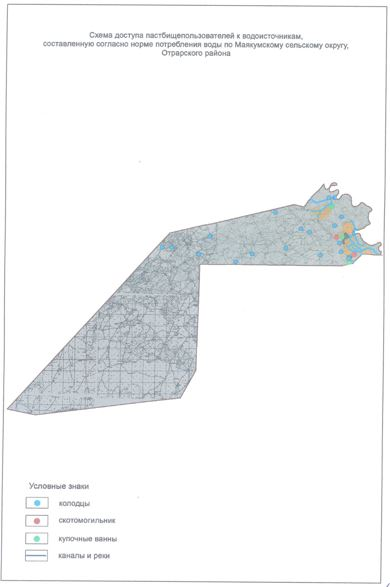 Схема доступа пастбищепользователей к водоисточникам,
составленную согласно норме потребления воды по Маякумскому сельскому округу,
Отрарского района
Условные знаки
колодцы
скотомогильник
купочные ванны
каналы и реки